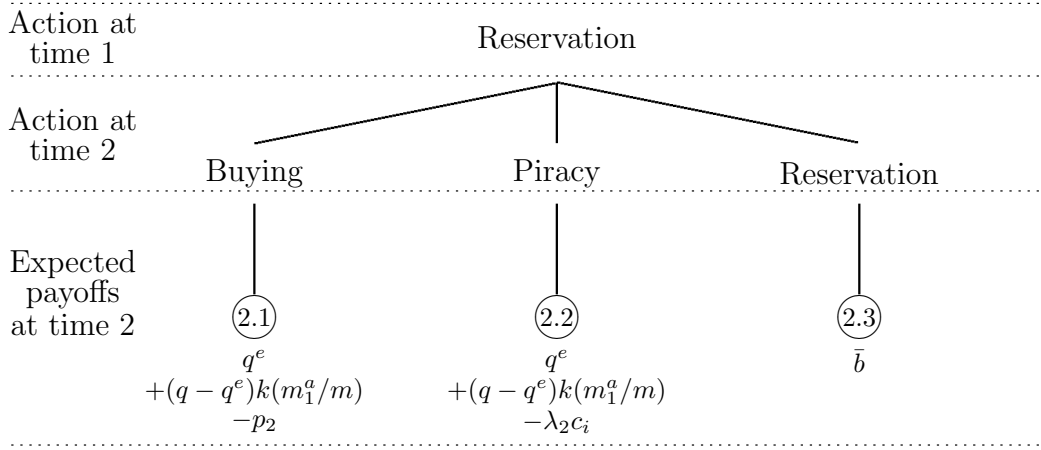 Action at
time 1
Reservation
Action at
time 2
Buying Piracy Reservation
Expected
payoffs
at time 2
2.1 2.2 2.3
q^e q^e b̄
+(q − q^e)k(m_1^a/m) +(q − q^e)k(m_1^a/m)
−p_2 −λ_2c_i